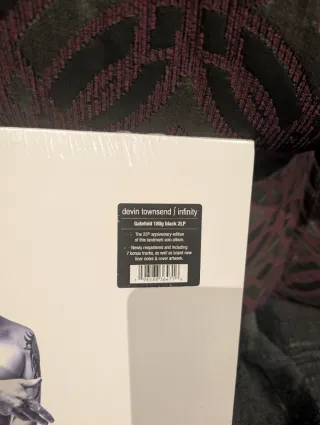 devin townsend ∫ infinity
Gatefold 180g black 2LP
· The 25th anniversary edition
of this landmark solo album.
· Newly remastered and including
7 bonus tracks, as well as brand new
liner notes & cover artwork.